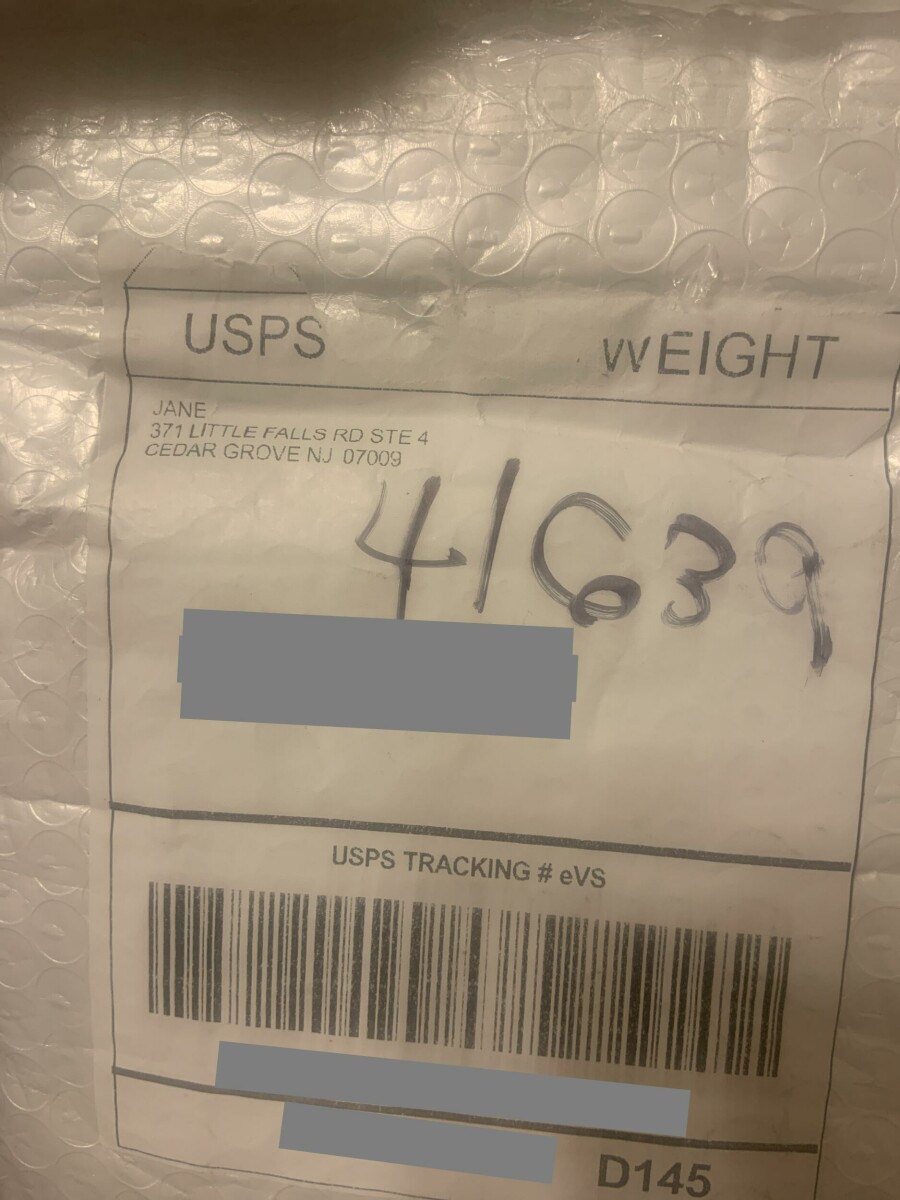 USPS WEIGHT
JANE
371 LITTLE FALLS RD STE 4
CEDAR GROVE NJ 07009
41639
USPS TRACKING # eVS
D145